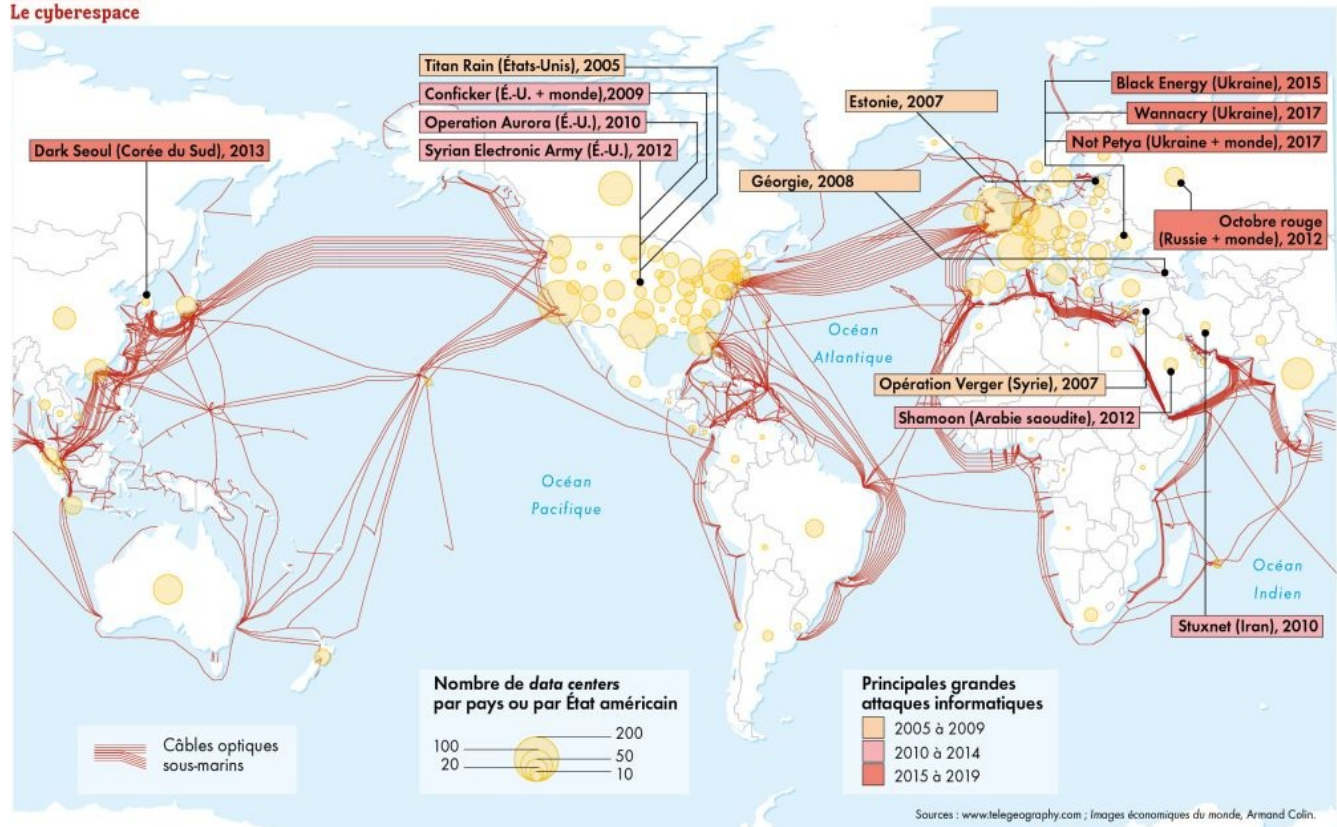 Le cyberespace
Titan Rain (États-Unis), 2005
Conficker (É.-U. + monde),2009
Operation Aurora (É.-U.), 2010
Syrian Electronic Army (É.-U.), 2012
Dark Seoul (Corée du Sud), 2013
Estonie, 2007
Géorgie, 2008
Black Energy (Ukraine), 2015
Wannacry (Ukraine), 2017
Not Petya (Ukraine + monde), 2017
Octobre rouge
(Russie + monde), 2012
Océan
Atlantique
Opération Verger (Syrie), 2007
Shamoon (Arabie saoudite), 2012
Océan
Pacifique
Océan
Indien
Stuxnet (Iran), 2010
Câbles optiques
sous-marins
Nombre de data centers
par pays ou par État américain
200
100
50
20
10
Principales grandes
attaques informatiques
2005 à 2009
2010 à 2014
2015 à 2019
Sources : www.telegeography.com ; Images économiques du monde, Armand Colin.